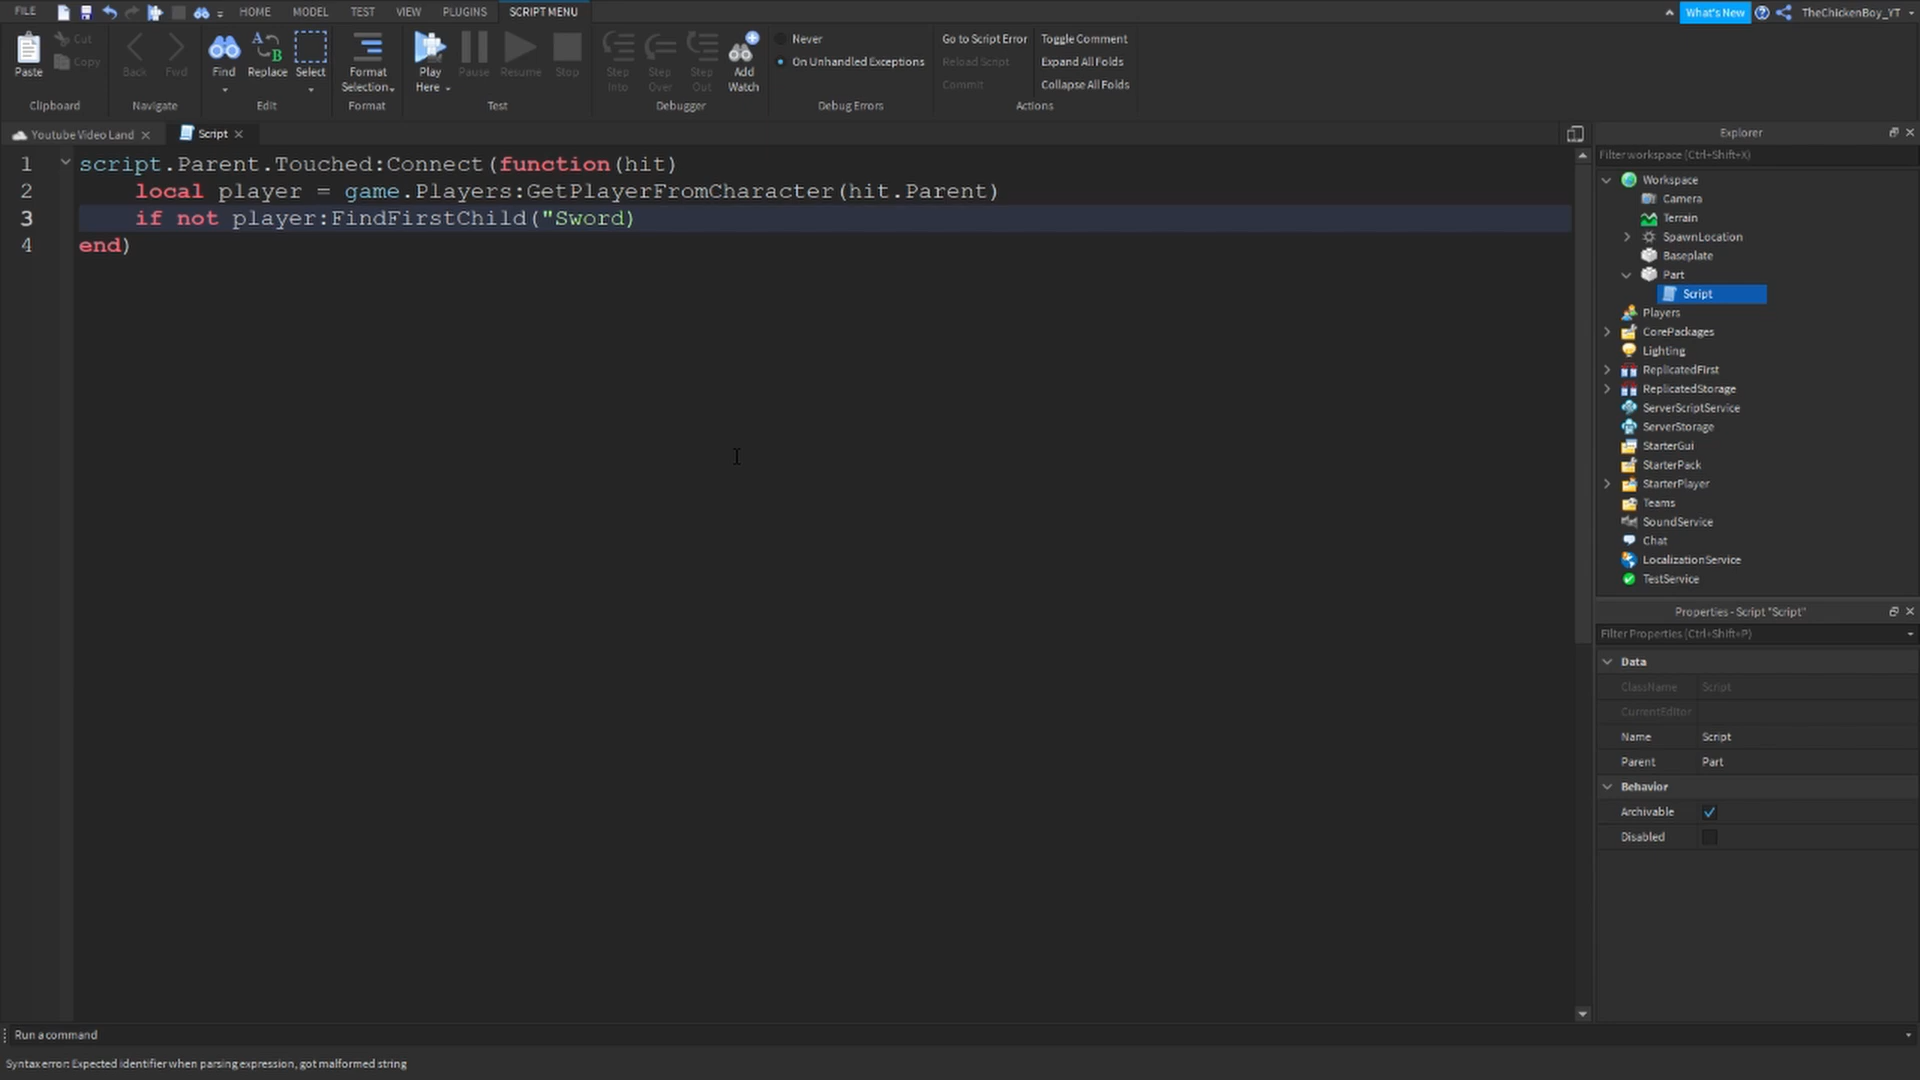 FILE HOME MODEL TEST VIEW PLUGINS SCRIPT MENU What's New TheChickenBoy_YT
Paste Cut Copy
Clipboard
Back Fwd
Navigate
Find Replace Select
Edit
Format Selection
Format
Play Here Pause Resume Stop
Test
Step Into Step Over Step Out Add Watch
Debugger
Never
On Unhandled Exceptions
Debug Errors
Go to Script Error Toggle Comment
Reload Script Expand All Folds
Commit Collapse All Folds
Actions
Youtube Video Land Script
1 script.Parent.Touched:Connect(function(hit)
2 local player = game.Players:GetPlayerFromCharacter(hit.Parent)
3 if not player:FindFirstChild("Sword)
4 end)
Explorer
Filter workspace (Ctrl+Shift+X)
Workspace
Camera
Terrain
SpawnLocation
Baseplate
Part
Script
Players
CorePackages
Lighting
ReplicatedFirst
ReplicatedStorage
ServerScriptService
ServerStorage
StarterGui
StarterPack
StarterPlayer
Teams
SoundService
Chat
LocalizationService
TestService
Properties - Script "Script"
Filter Properties (Ctrl+Shift+P)
Data
ClassName Script
CurrentEditor
Name Script
Parent Part
Behavior
Archivable
Disabled
Run a command
Syntax error: Expected identifier when parsing expression, got malformed string